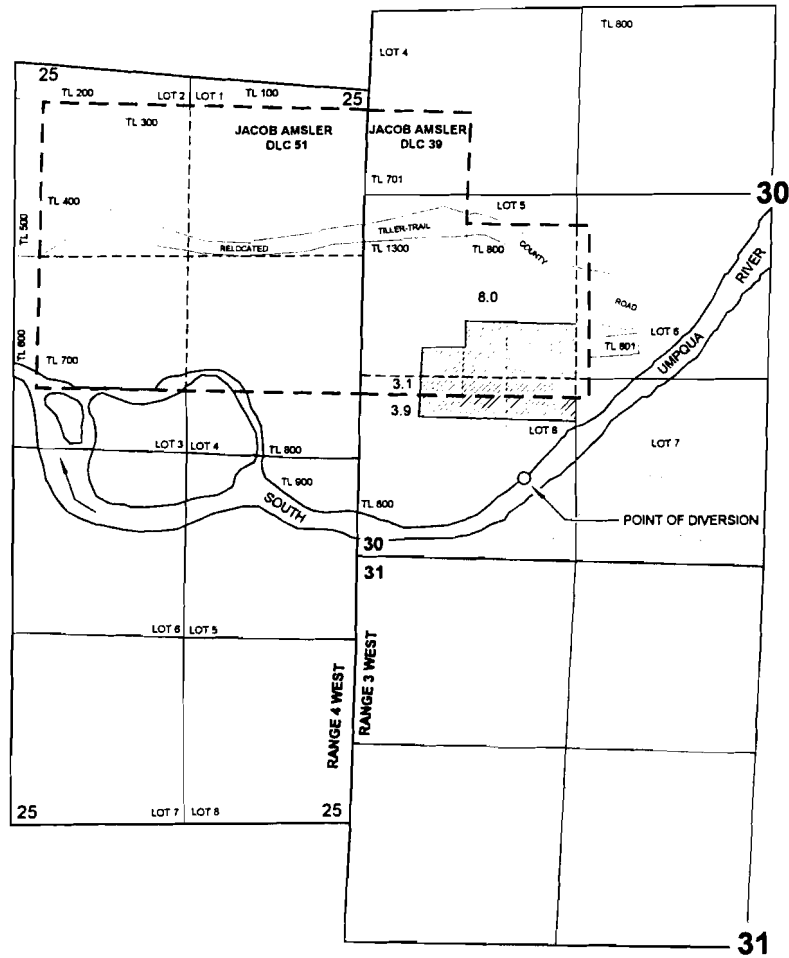 TL 800
LOT 4
25
TL 200
LOT 2
LOT 1
TL 100
25
TL 300
JACOB AMSLER
DLC 51
JACOB AMSLER
DLC 39
TL 701
30
TL 400
LOT 5
TL 500
TILLER-TRAIL
RELOCATED
TL 1300
TL 800
COUNTY
ROAD
RIVER
8.0
LOT 6
UMPQUA
TL 801
TL 600
TL 700
3.1
3.9
LOT 8
LOT 7
LOT 3
LOT 4
TL 800
TL 900
SOUTH
TL 800
POINT OF DIVERSION
30
31
LOT 6
LOT 5
RANGE 4 WEST
RANGE 3 WEST
25
LOT 7
LOT 8
25
31